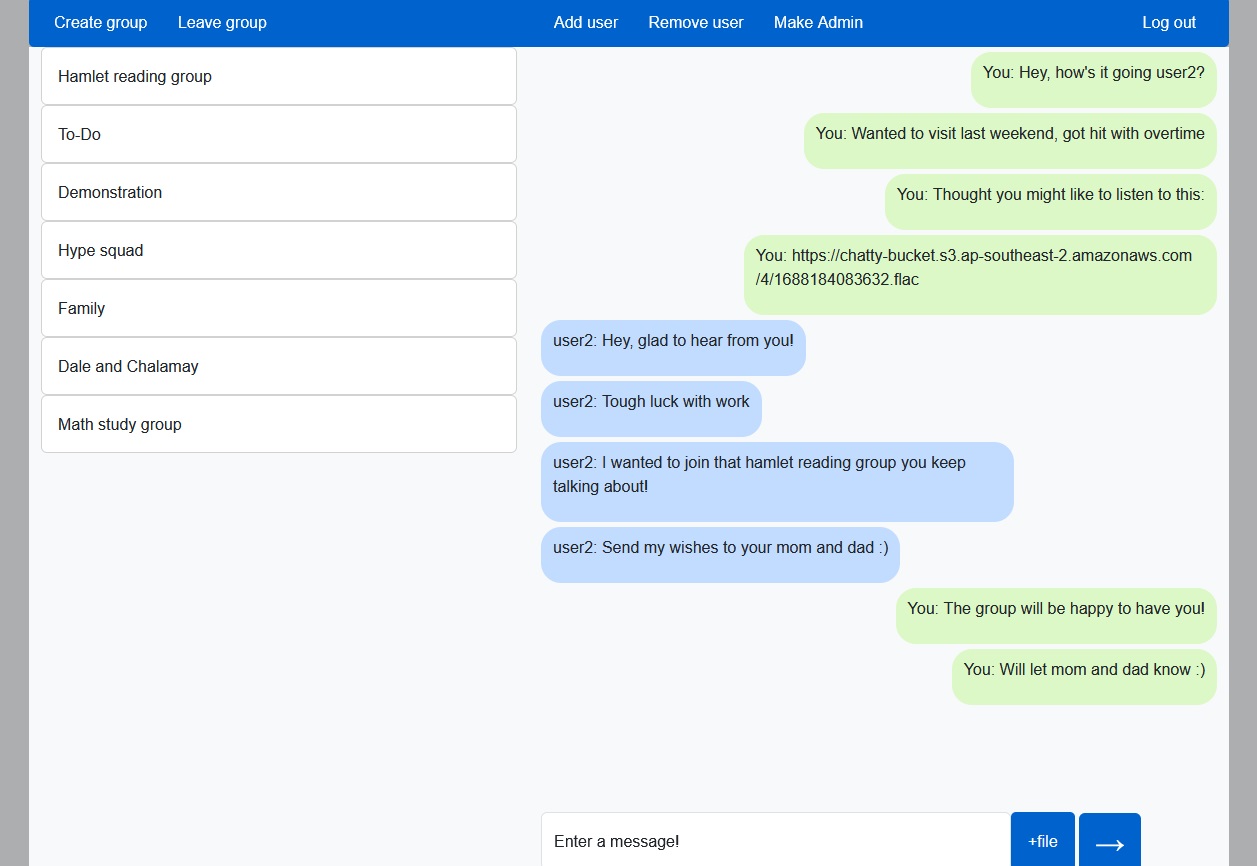 Create group
Leave group
Add user
Remove user
Make Admin
Log out
Hamlet reading group
To-Do
Demonstration
Hype squad
Family
Dale and Chalamay
Math study group
You: Hey, how's it going user2?
You: Wanted to visit last weekend, got hit with overtime
You: Thought you might like to listen to this:
You: https://chatty-bucket.s3.ap-southeast-2.amazonaws.com
/4/1688184083632.flac
user2: Hey, glad to hear from you!
user2: Tough luck with work
user2: I wanted to join that hamlet reading group you keep
talking about!
user2: Send my wishes to your mom and dad :)
You: The group will be happy to have you!
You: Will let mom and dad know :)
Enter a message!
+file